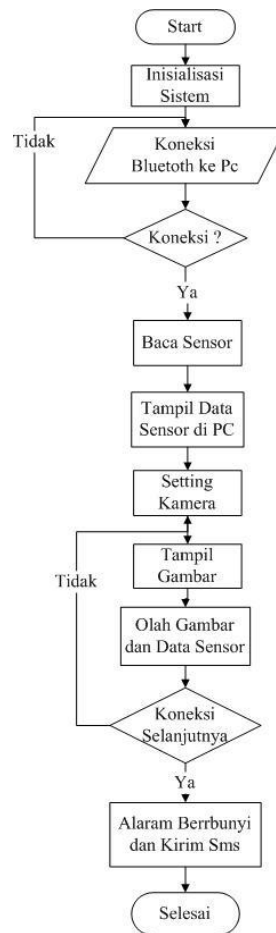 Start
Inisialisasi
Sistem
Tidak
Koneksi
Bluetoth ke Pc
Koneksi ?
Ya
Baca Sensor
Tampil Data
Sensor di PC
Setting
Kamera
Tampil
Gambar
Tidak
Olah Gambar
dan Data Sensor
Koneksi
Selanjutnya
Ya
Alaram Berrbunyi
dan Kirim Sms
Selesai